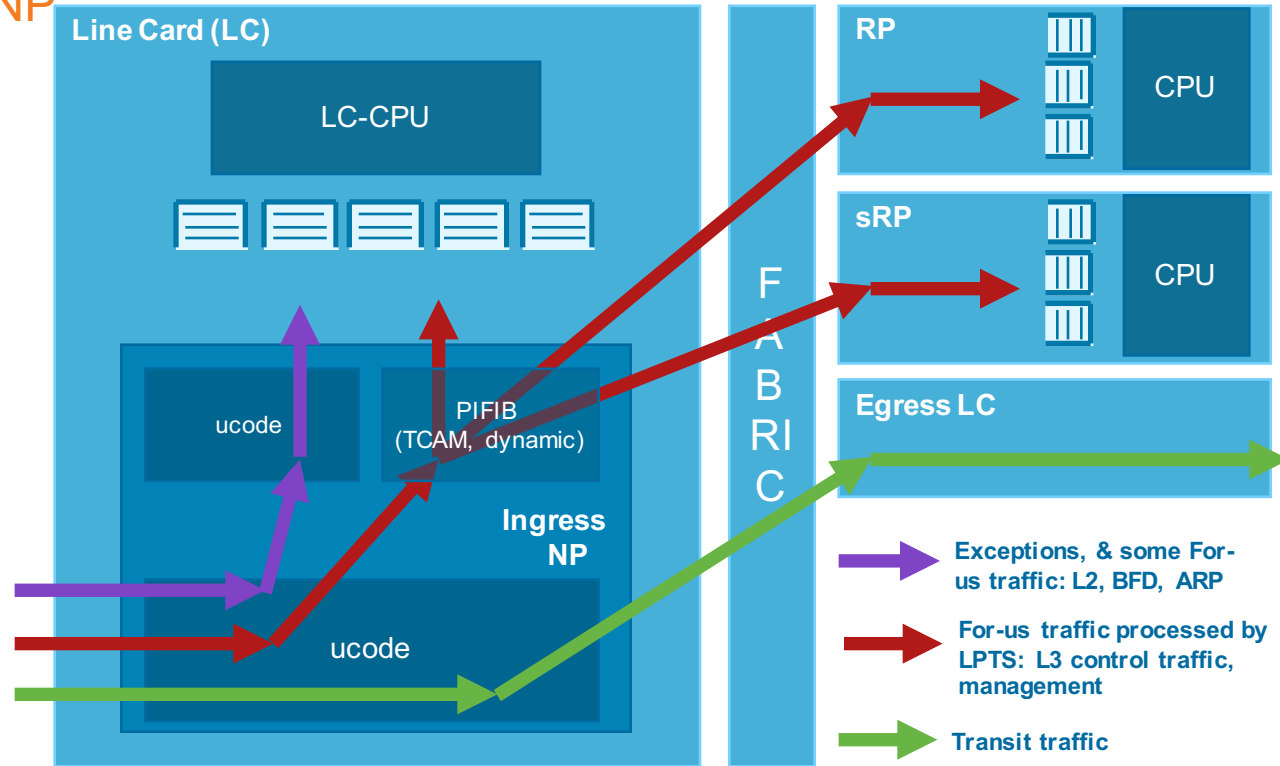 NP
Line Card (LC)
LC-CPU
ucode
PIFIB
(TCAM, dynamic)
Ingress
NP
ucode
F
A
B
RI
C
RP
CPU
sRP
CPU
Egress LC
Exceptions, & some For-
us traffic: L2, BFD, ARP
For-us traffic processed by
LPTS: L3 control traffic,
management
Transit traffic